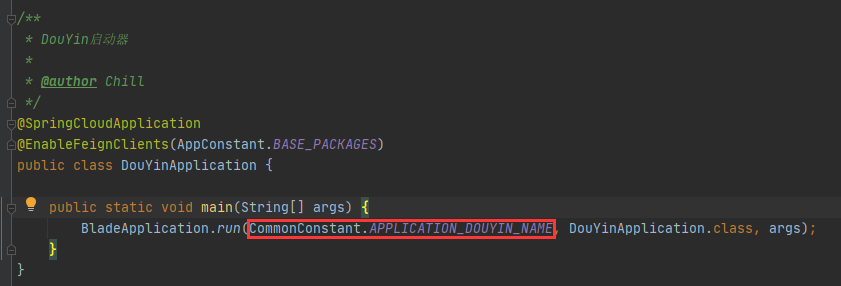 /**
 * DouYin启动器
 *
 * @author Chill
 */
@SpringCloudApplication
@EnableFeignClients(AppConstant.BASE_PACKAGES)
public class DouYinApplication {
    public static void main(String[] args) {
        BladeApplication.run(CommonConstant.APPLICATION_DOUYIN_NAME, DouYinApplication.class, args);
    }
}